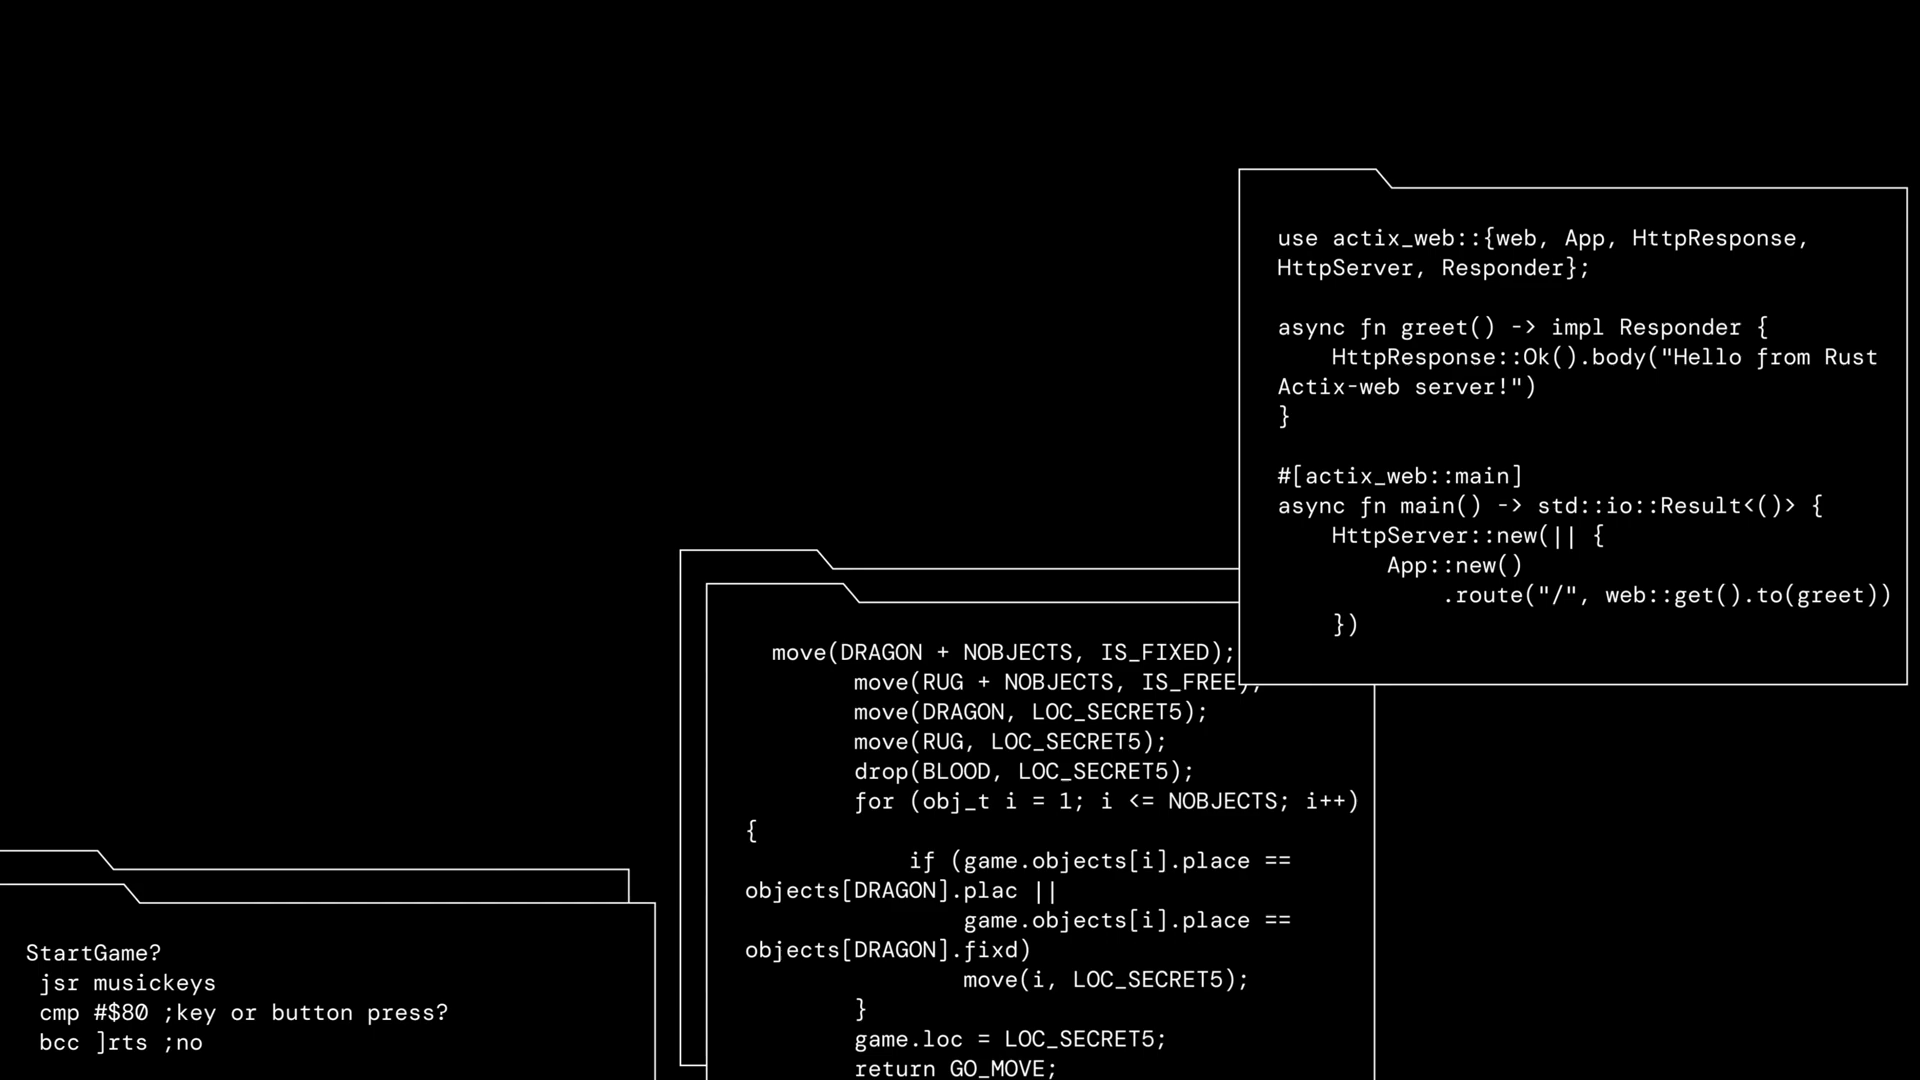 use actix_web::{web, App, HttpResponse,
HttpServer, Responder};
async fn greet() -> impl Responder {
HttpResponse::Ok().body("Hello from Rust
Actix-web server!")
}
#[actix_web::main]
async fn main() -> std::io::Result<()> {
HttpServer::new(|| {
App::new()
.route("/", web::get().to(greet))
})
move(DRAGON + NOBJECTS, IS_FIXED);
move(RUG + NOBJECTS, IS_FREE);
move(DRAGON, LOC_SECRET5);
move(RUG, LOC_SECRET5);
drop(BLOOD, LOC_SECRET5);
for (obj_t i = 1; i <= NOBJECTS; i++)
{
if (game.objects[i].place ==
objects[DRAGON].plac ||
game.objects[i].place ==
objects[DRAGON].fixd)
move(i, LOC_SECRET5);
}
game.loc = LOC_SECRET5;
return GO_MOVE;
StartGame?
jsr musickeys
cmp #$80 ;key or button press?
bcc ]rts ;no